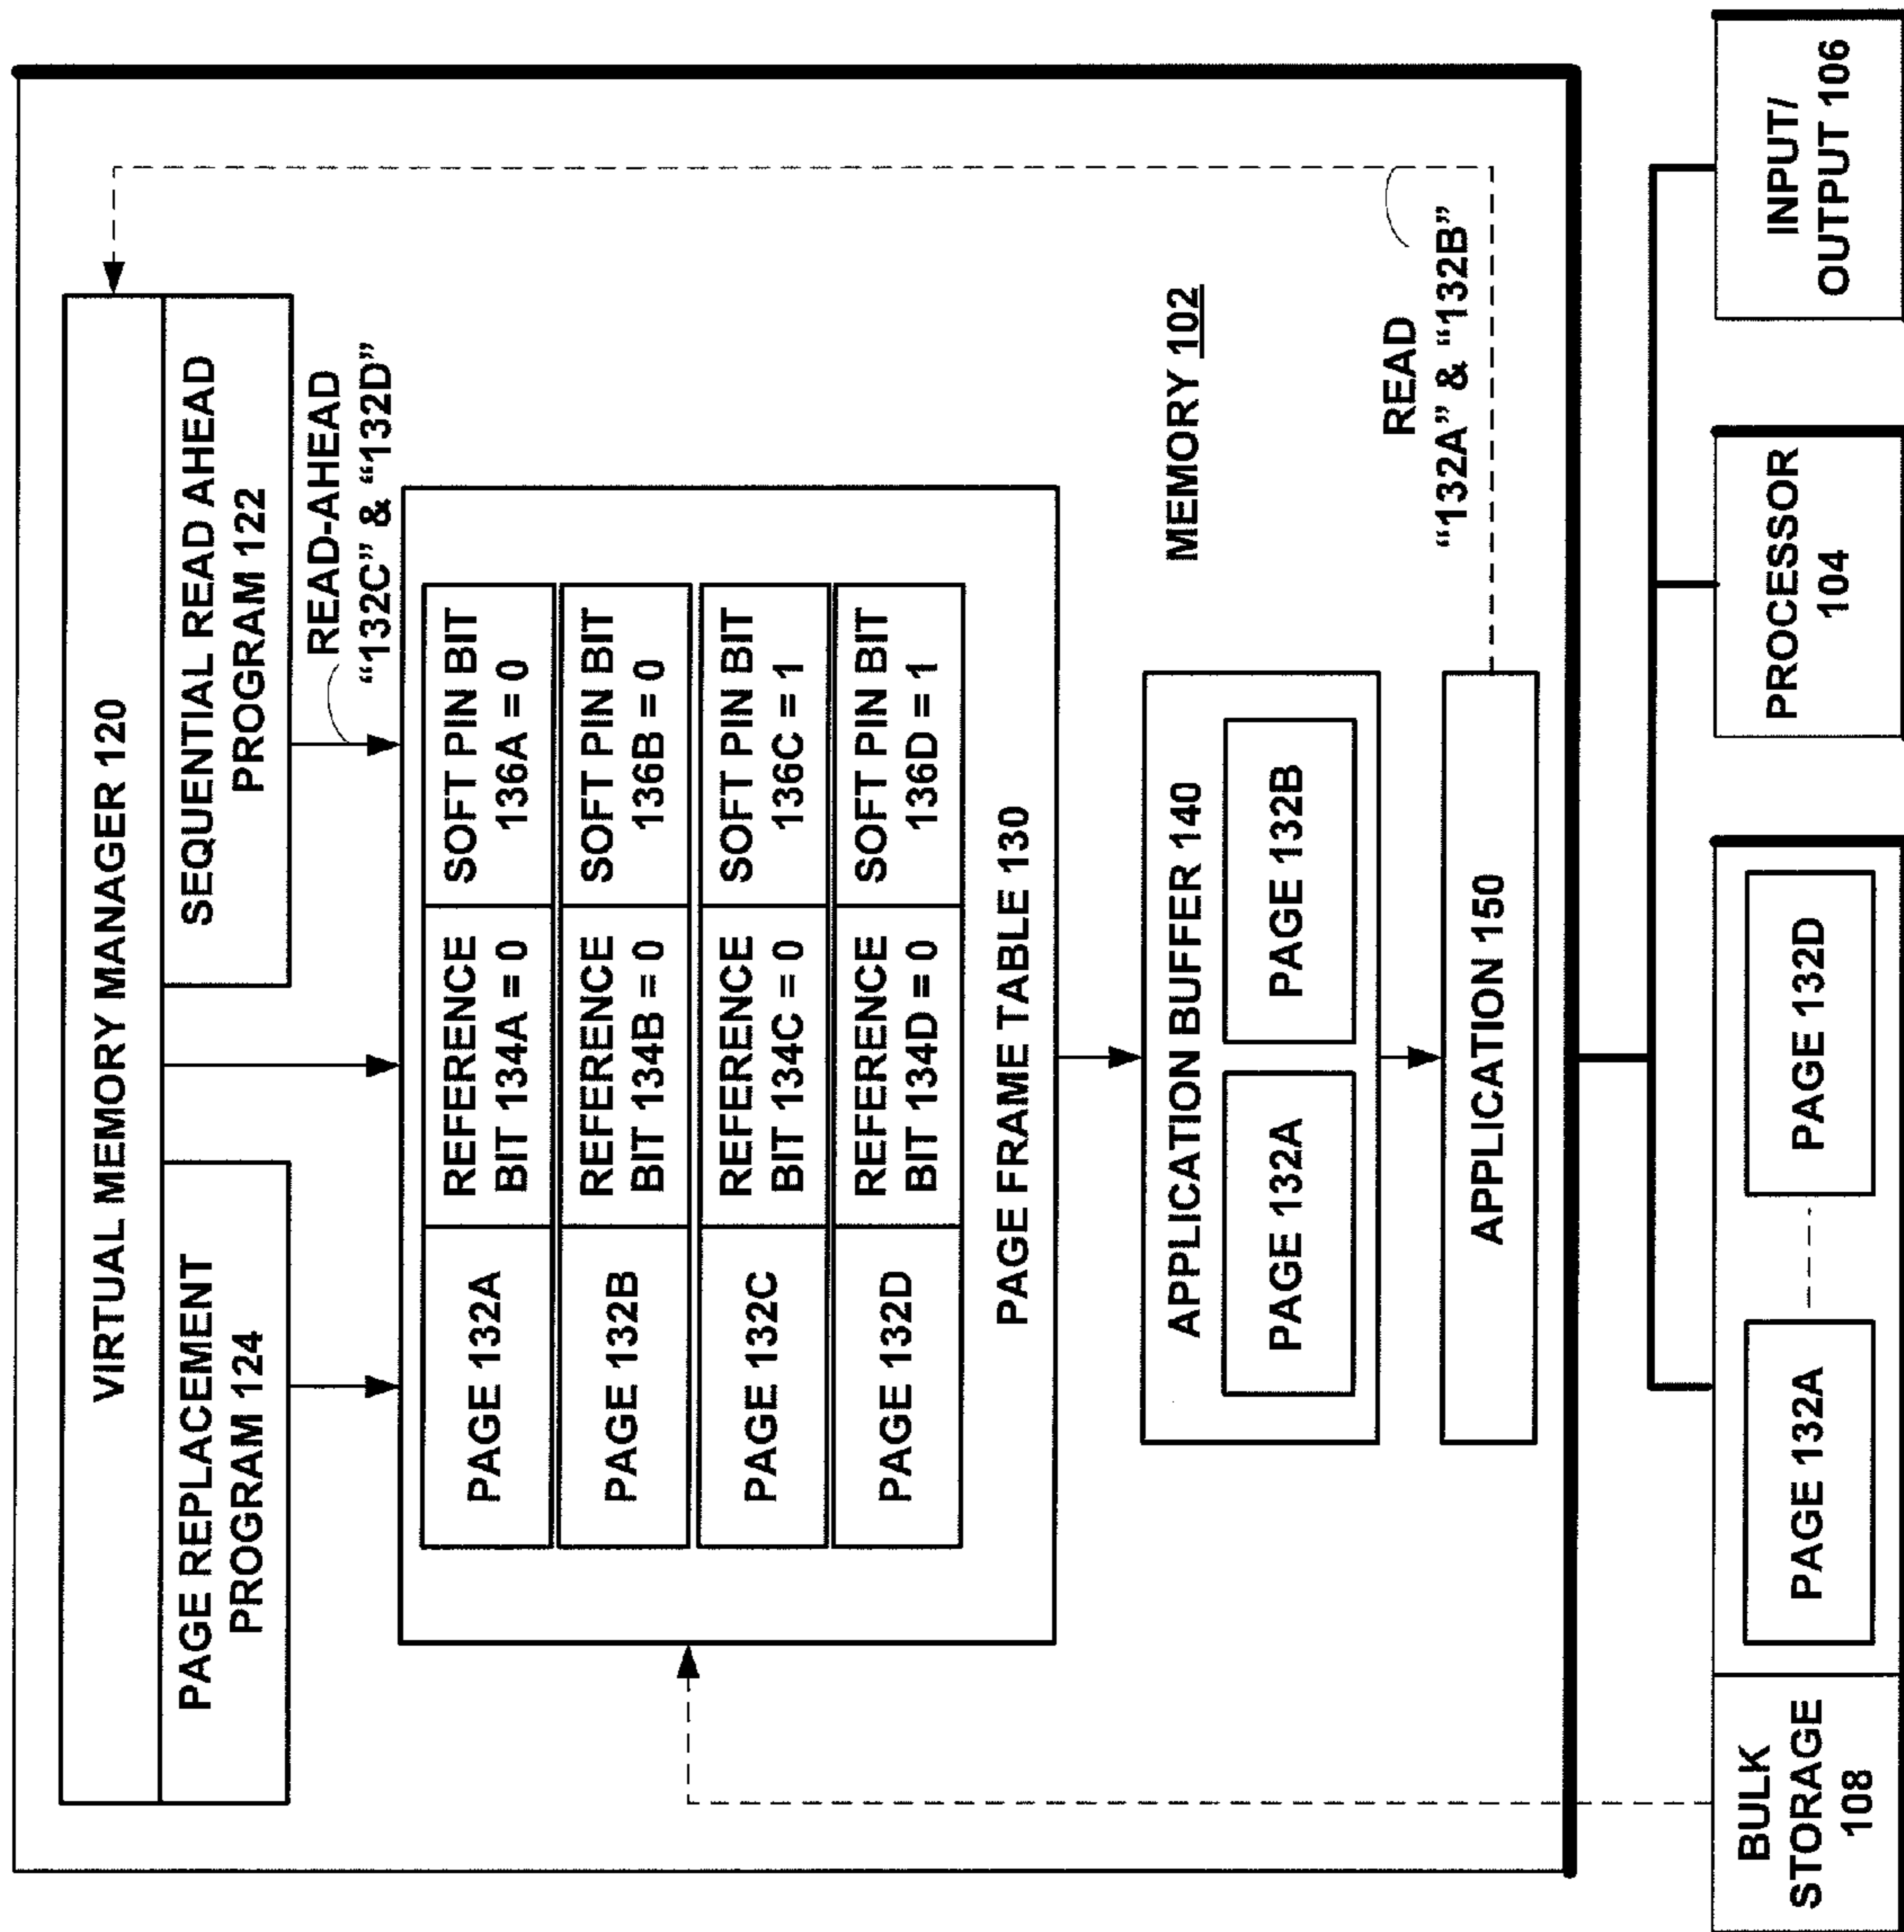 VIRTUAL MEMORY MANAGER 120
PAGE REPLACEMENT
PROGRAM 124
SEQUENTIAL READ AHEAD
PROGRAM 122
READ-AHEAD
“132C” & “132D”
PAGE 132A
REFERENCE
BIT 134A = 0
SOFT PIN BIT
136A = 0
PAGE 132B
REFERENCE
BIT 134B = 0
SOFT PIN BIT
136B = 0
PAGE 132C
REFERENCE
BIT 134C = 0
SOFT PIN BIT
136C = 1
PAGE 132D
REFERENCE
BIT 134D = 0
SOFT PIN BIT
136D = 1
PAGE FRAME TABLE 130
APPLICATION BUFFER 140
PAGE 132A
PAGE 132B
MEMORY 102
APPLICATION 150
READ
“132A” & “132B”
BULK
STORAGE
108
PAGE 132A
PAGE 132D
PROCESSOR
104
INPUT/
OUTPUT 106